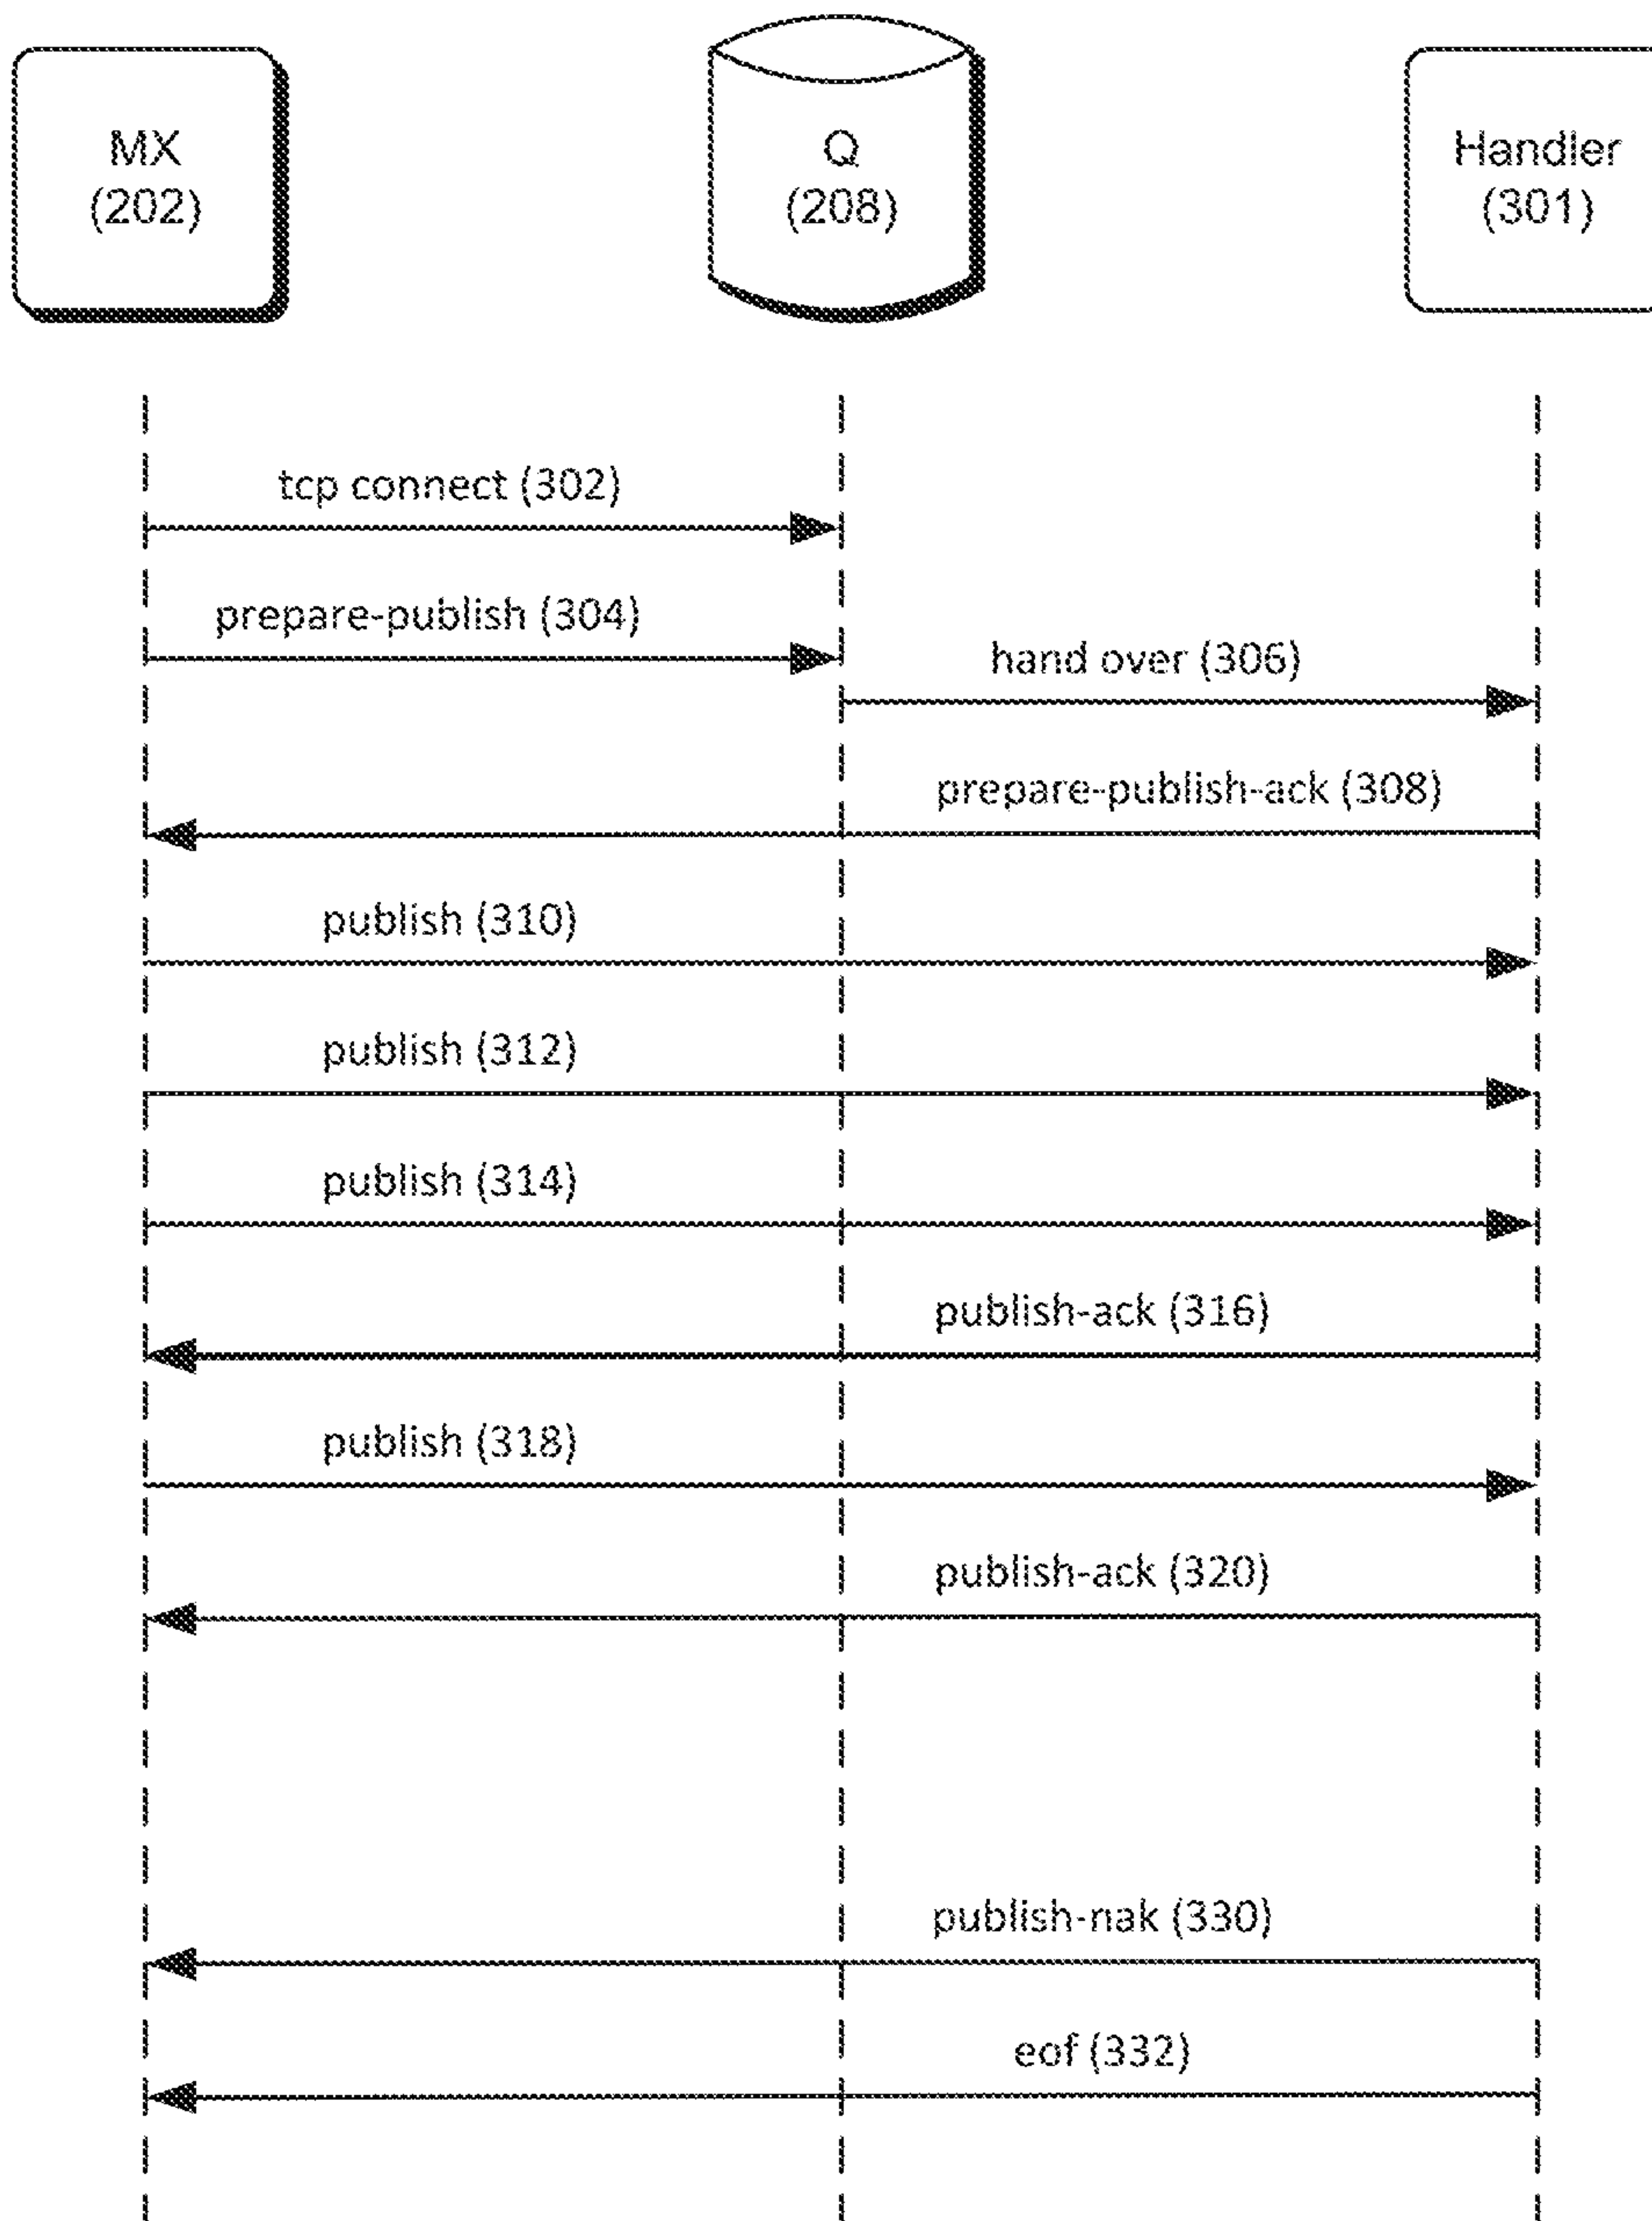 MX
(202)
Q
(208)
Handler
(301)
tcp connect (302)
prepare-publish (304)
hand over (306)
prepare-publish-ack (308)
publish (310)
publish (312)
publish (314)
publish-ack (316)
publish (318)
publish-ack (320)
publish-nak (330)
eof (332)